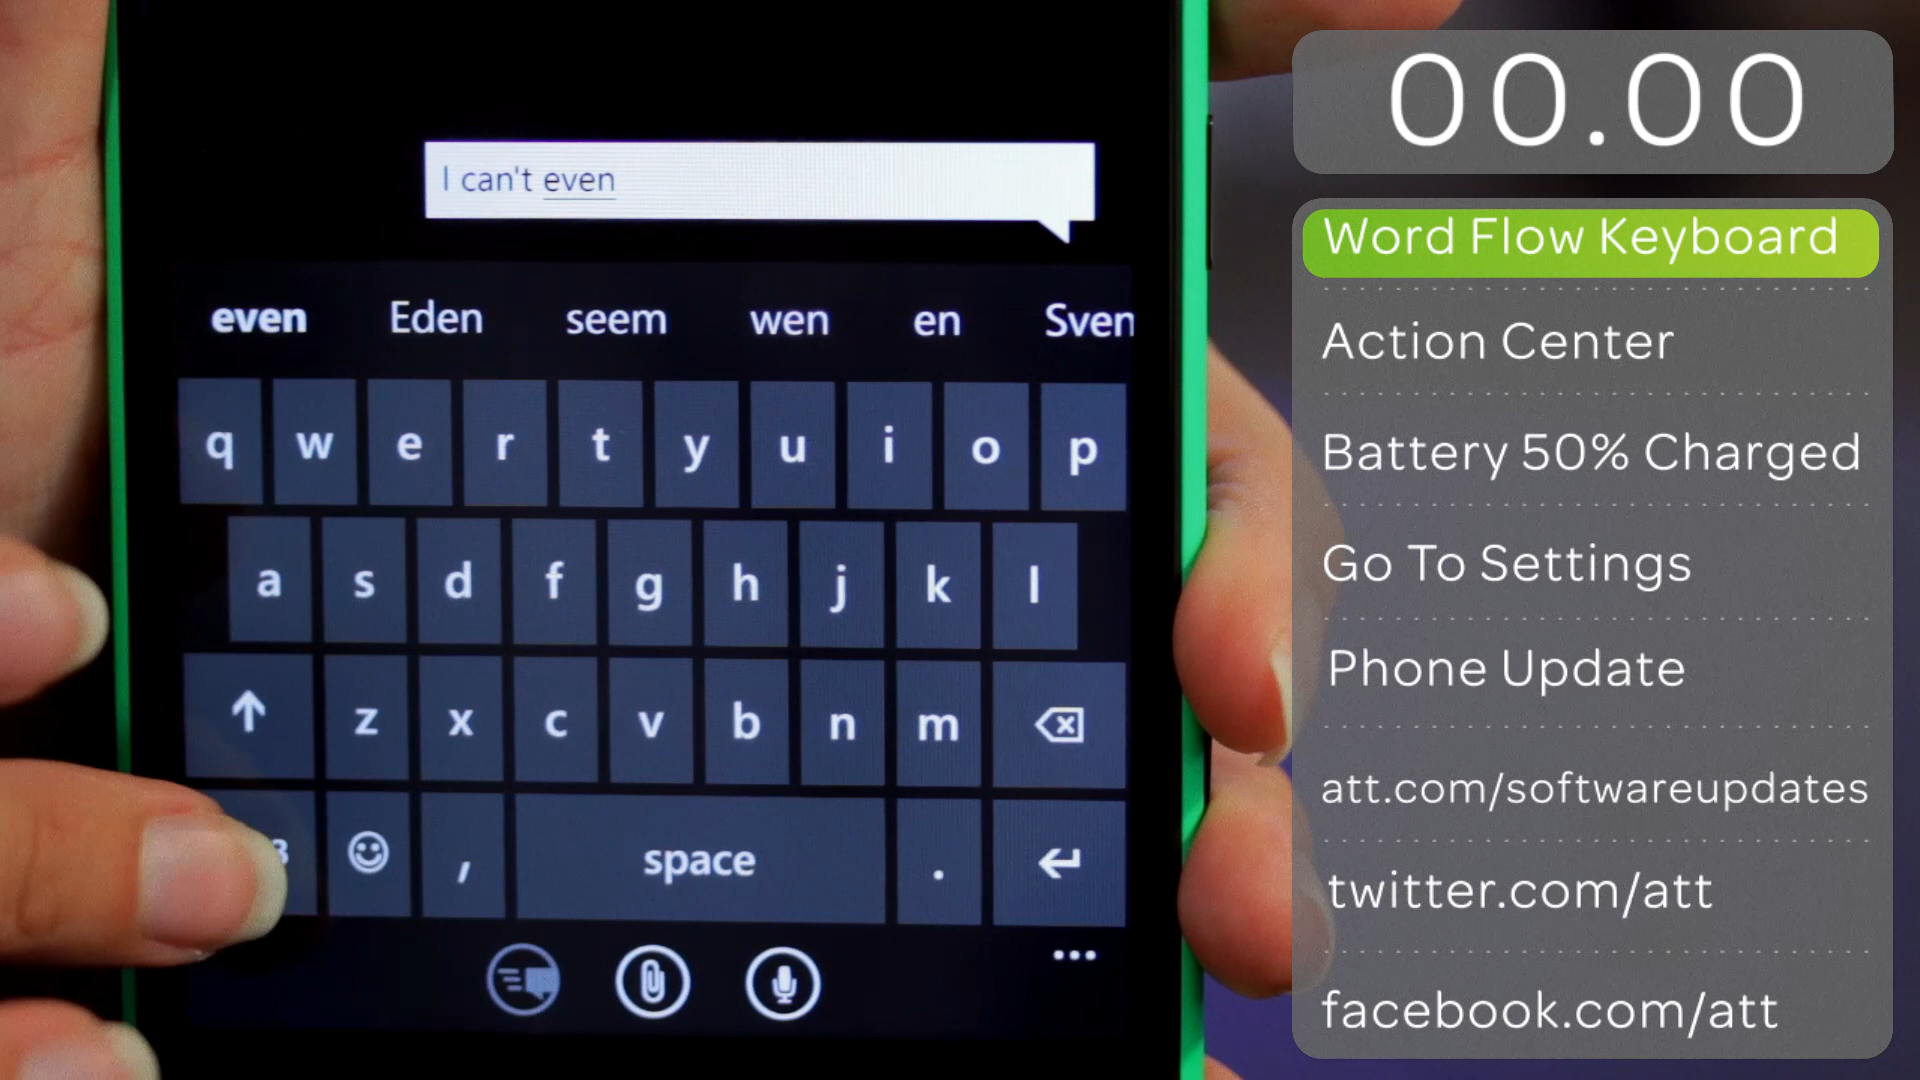 I can't even
even Eden seem wen en Sven
q w e r t y u i o p
a s d f g h j k l
z x c v b n m
, space .
00.00
Word Flow Keyboard
Action Center
Battery 50% Charged
Go To Settings
Phone Update
att.com/softwareupdates
twitter.com/att
facebook.com/att